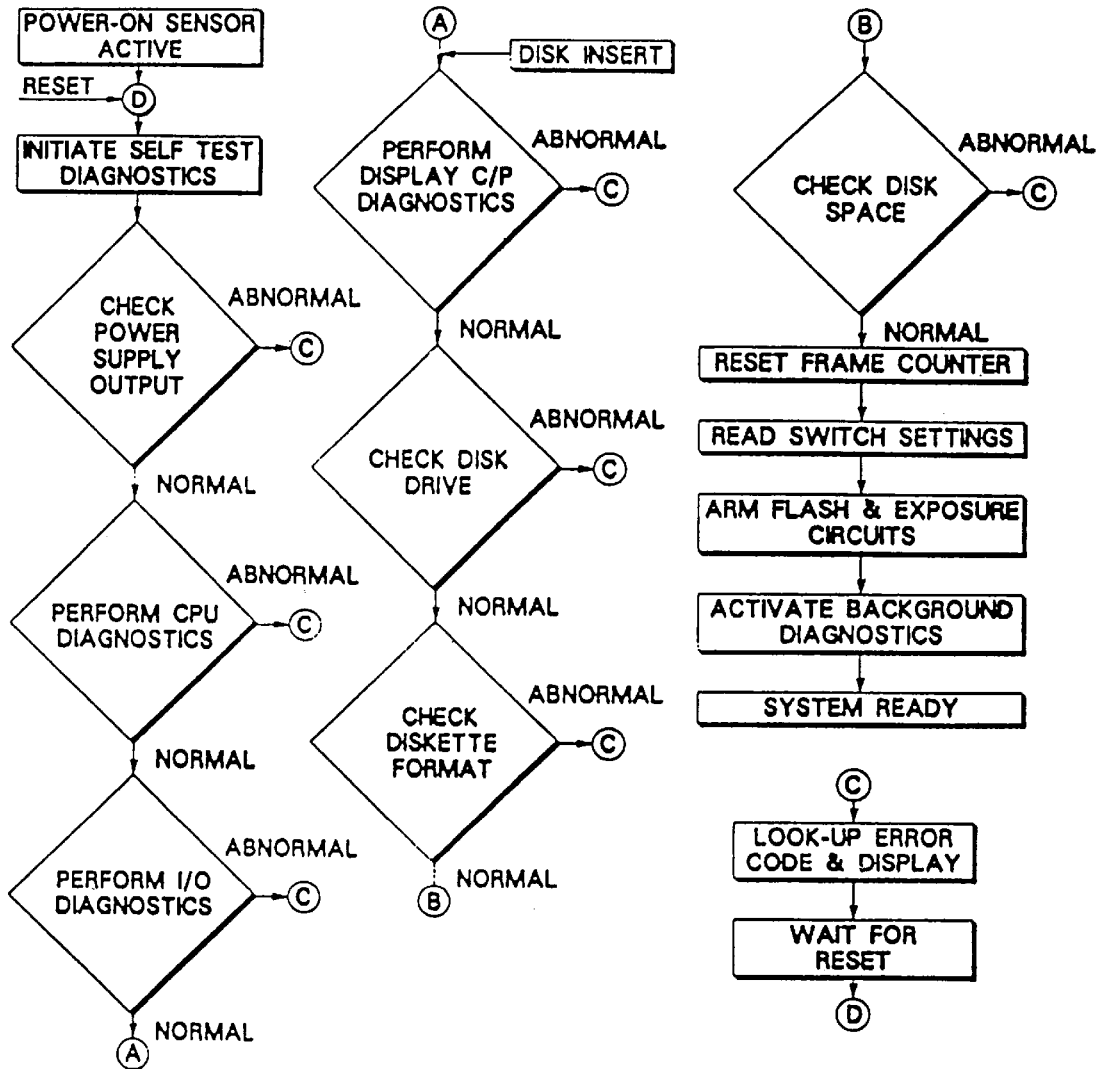 POWER-ON SENSOR
ACTIVE
RESET
D
INITIATE SELF TEST
DIAGNOSTICS
CHECK
POWER
SUPPLY
OUTPUT
ABNORMAL
C
NORMAL
PERFORM CPU
DIAGNOSTICS
ABNORMAL
C
NORMAL
PERFORM I/O
DIAGNOSTICS
ABNORMAL
C
NORMAL
A
A
DISK INSERT
PERFORM
DISPLAY C/P
DIAGNOSTICS
ABNORMAL
C
NORMAL
CHECK DISK
DRIVE
ABNORMAL
C
NORMAL
CHECK
DISKETTE
FORMAT
ABNORMAL
C
NORMAL
B
B
CHECK DISK
SPACE
ABNORMAL
C
NORMAL
RESET FRAME COUNTER
READ SWITCH SETTINGS
ARM FLASH & EXPOSURE
CIRCUITS
ACTIVATE BACKGROUND
DIAGNOSTICS
SYSTEM READY
C
LOOK-UP ERROR
CODE & DISPLAY
WAIT FOR
RESET
D